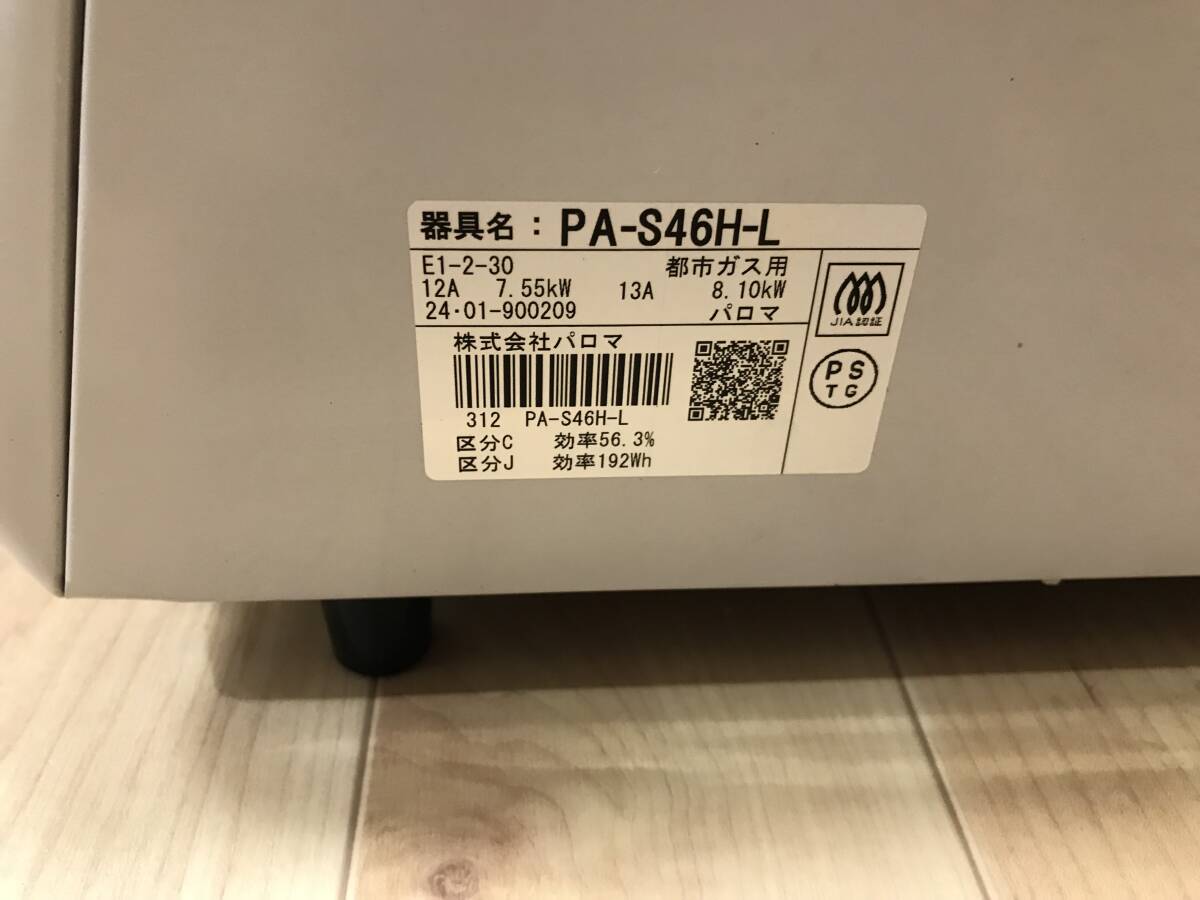 器具名 : PA-S46H-L
E1-2-30 都市ガス用
12A 7.55kW 13A 8.10kW
24・01-900209 パロマ
JIA認証
株式会社パロマ
PS
TG
312 PA-S46H-L
区分C 効率56.3%
区分J 効率192Wh